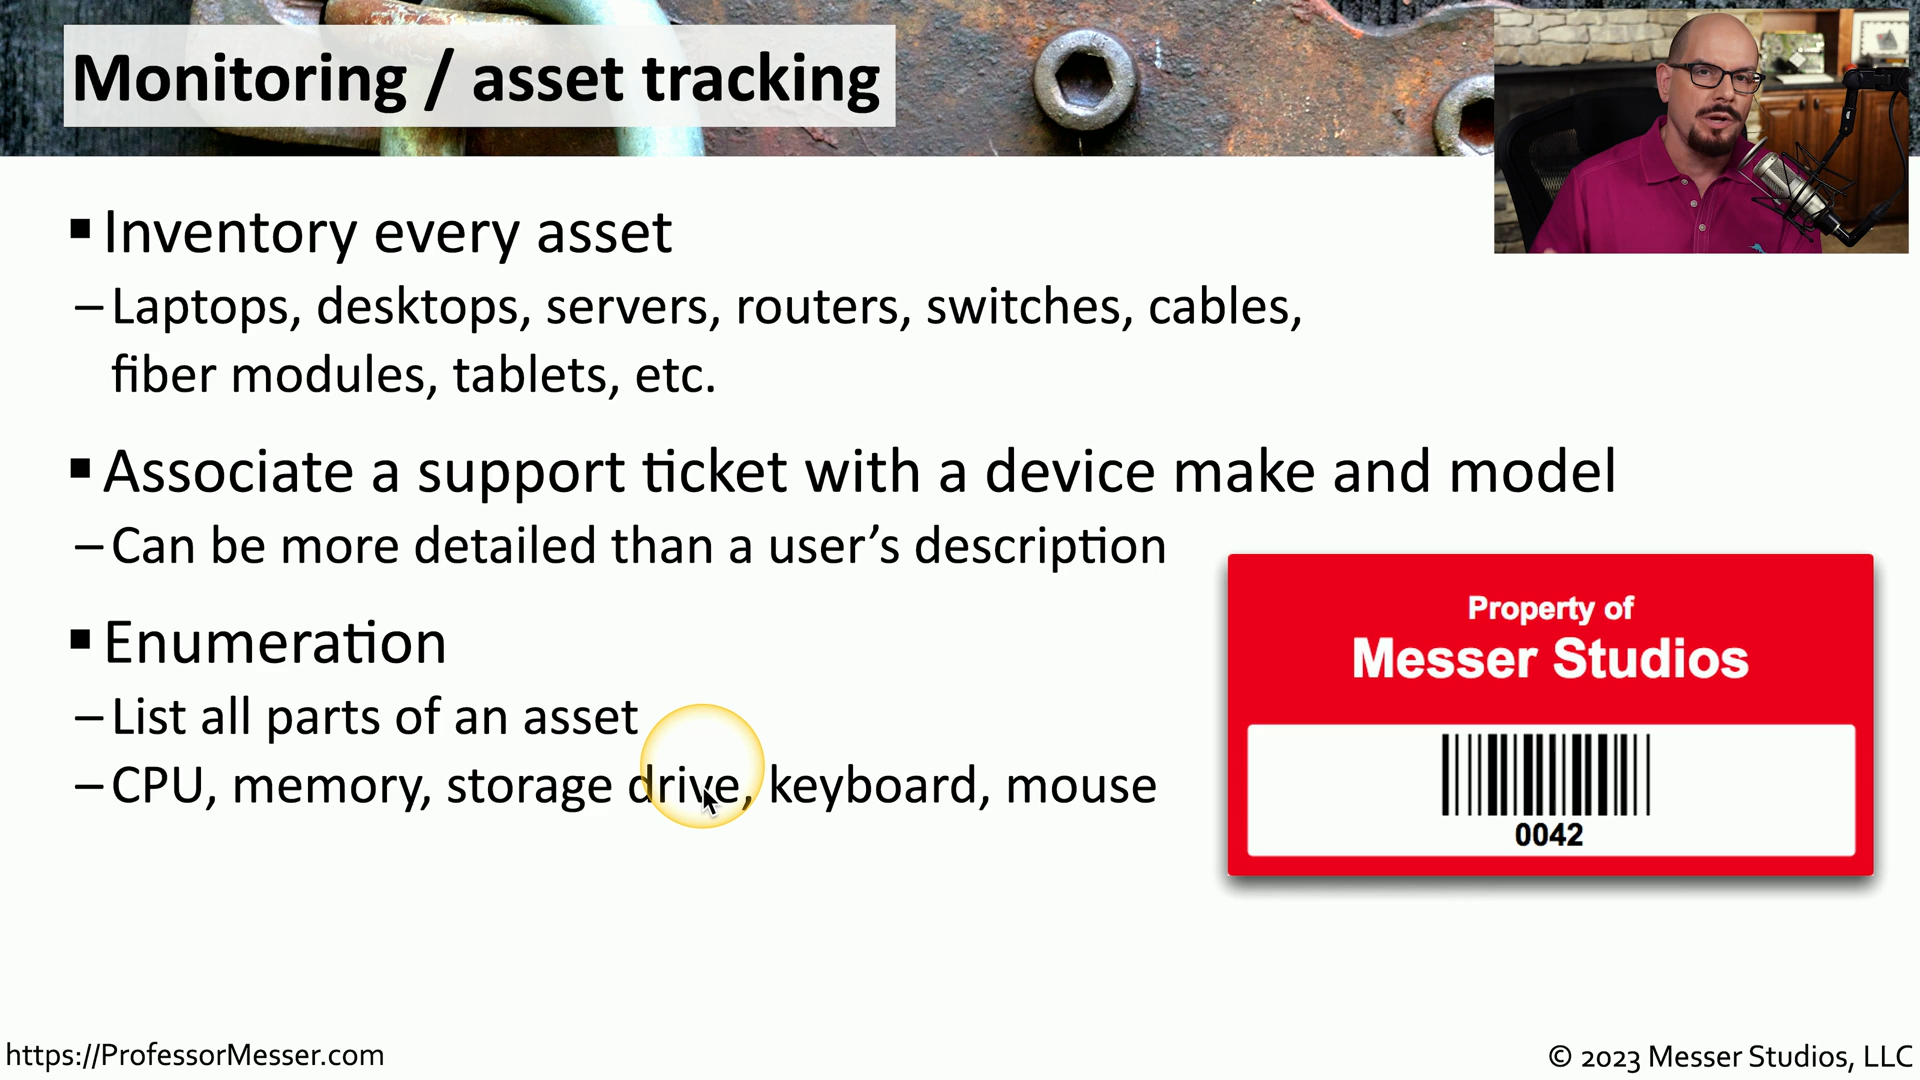 Monitoring / asset tracking
▪ Inventory every asset
– Laptops, desktops, servers, routers, switches, cables,
fiber modules, tablets, etc.
▪ Associate a support ticket with a device make and model
– Can be more detailed than a user’s description
▪ Enumeration
– List all parts of an asset
– CPU, memory, storage drive, keyboard, mouse
Property of
Messer Studios
0042
https://ProfessorMesser.com
© 2023 Messer Studios, LLC